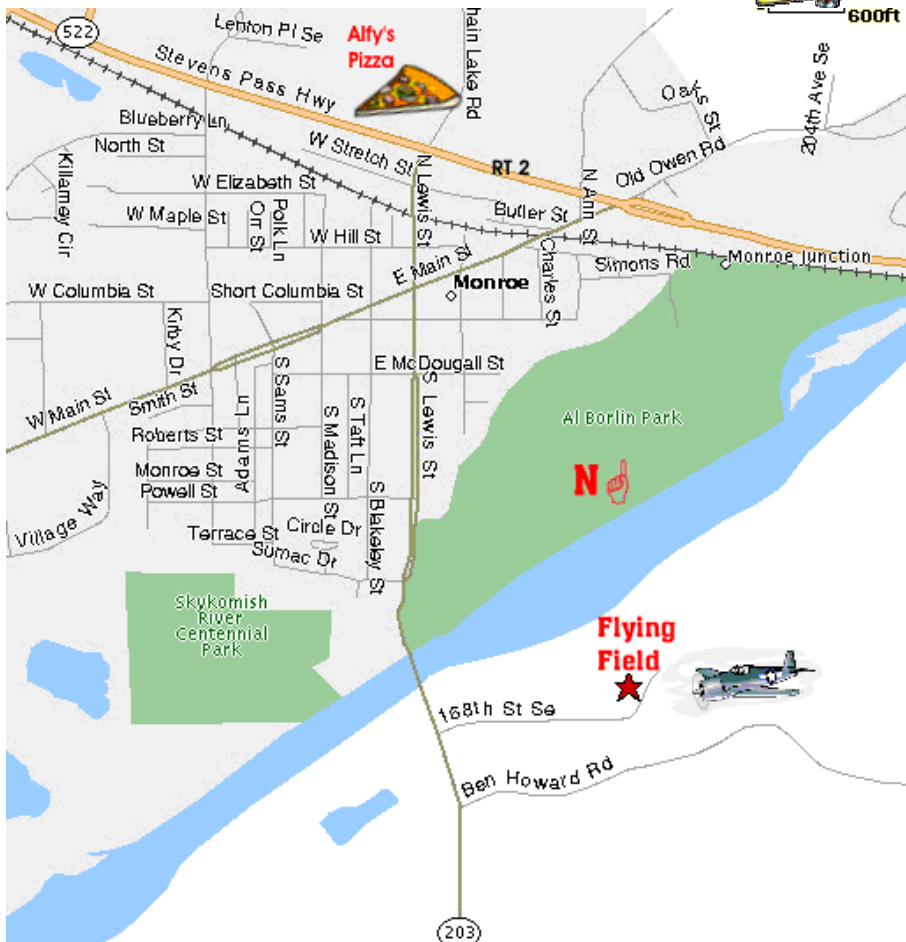 600ft
522
Lenton Pl Se
Alfy's
Pizza
hain Lake Rd
Stevens Pass Hwy
Oaks St
204th Ave Se
Blueberry Ln
North St
W Stretch St
RT 2
N Ann St
Old Owen Rd
Killarney Cir
W Elizabeth St
N Lewis St
Butler St
W Maple St
Orr St
Polk Ln
W Hill St
E Main St
Charles St
Simons Rd
Monroe Junction
Monroe
W Columbia St
Short Columbia St
Kirby Dr
E McDougall St
W Main St
Smith St
S Sams St
S Lewis St
Al Borlin Park
Roberts St
Adams Ln
S Madison St
S Taft Ln
Monroe St
Powell St
N
S Blakeley St
Village Way
Terrace St
Circle Dr
Sumac Dr
Skykomish
River
Centennial
Park
Flying
Field
168th St Se
Ben Howard Rd
203